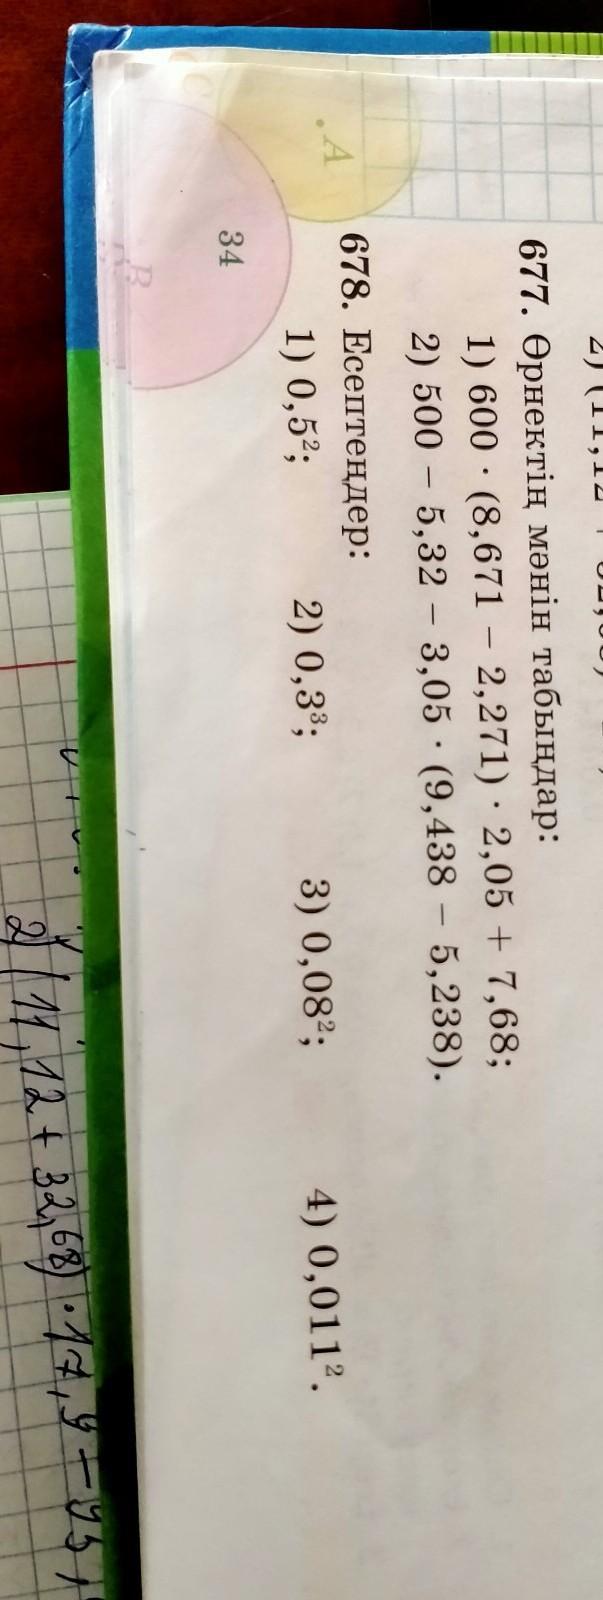 677. Өрнектің мәнін табыңдар:
1) 600 · (8,671 − 2,271) · 2,05 + 7,68;
2) 500 − 5,32 − 3,05 · (9,438 − 5,238).
678. Есептеңдер:
1) 0,5²; 2) 0,3³; 3) 0,08²; 4) 0,011².
34
A
B
2) (11,12 + 32,68) · 17,9 −